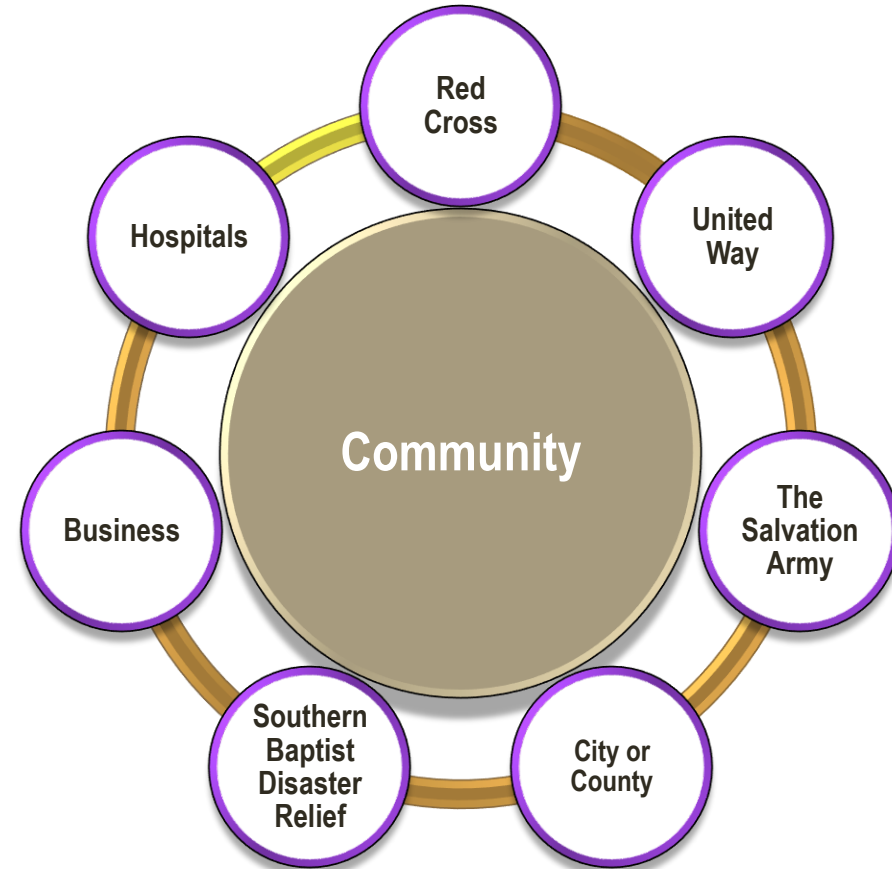 Red
Cross
United
Way
The
Salvation
Army
City or
County
Southern
Baptist
Disaster
Relief
Business
Hospitals
Community